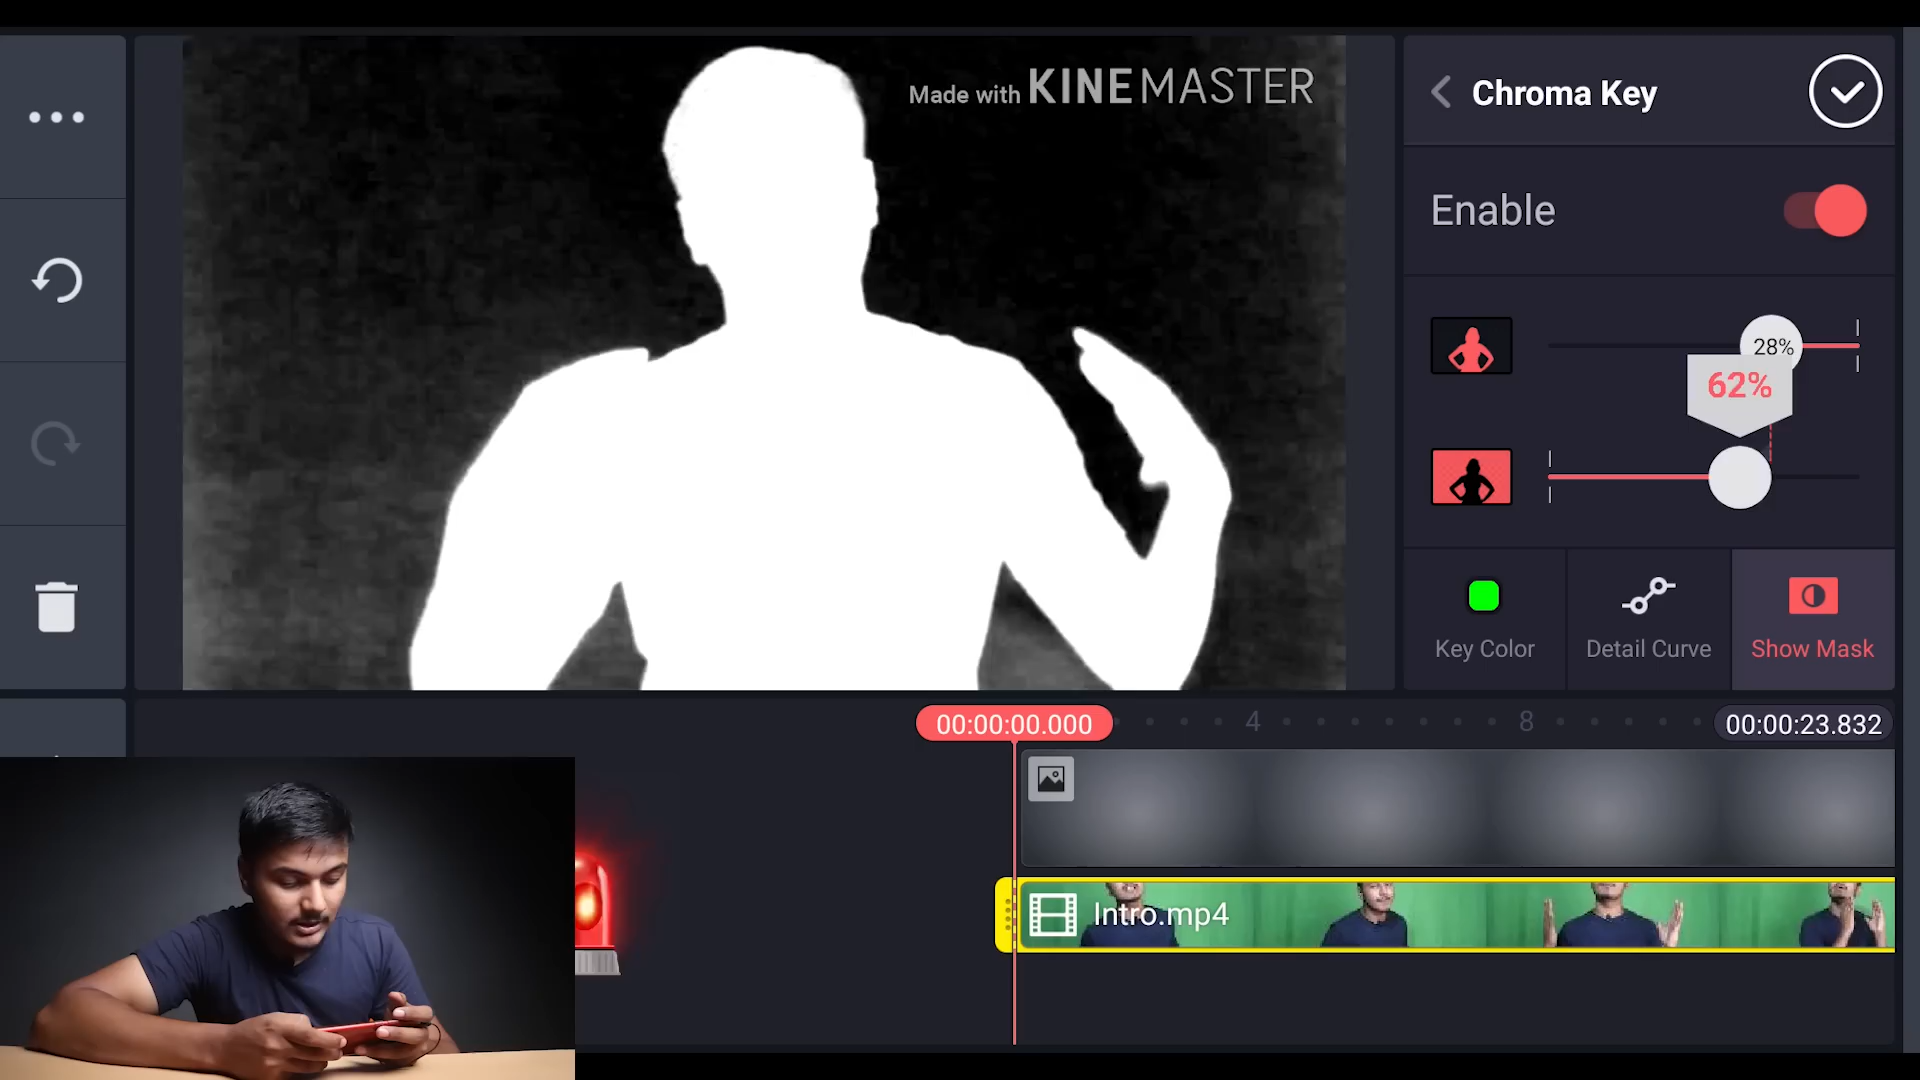 Made with KINEMASTER
Chroma Key
Enable
28%
62%
Key Color
Detail Curve
Show Mask
00:00:00.000
4
8
00:00:23.832
Intro.mp4